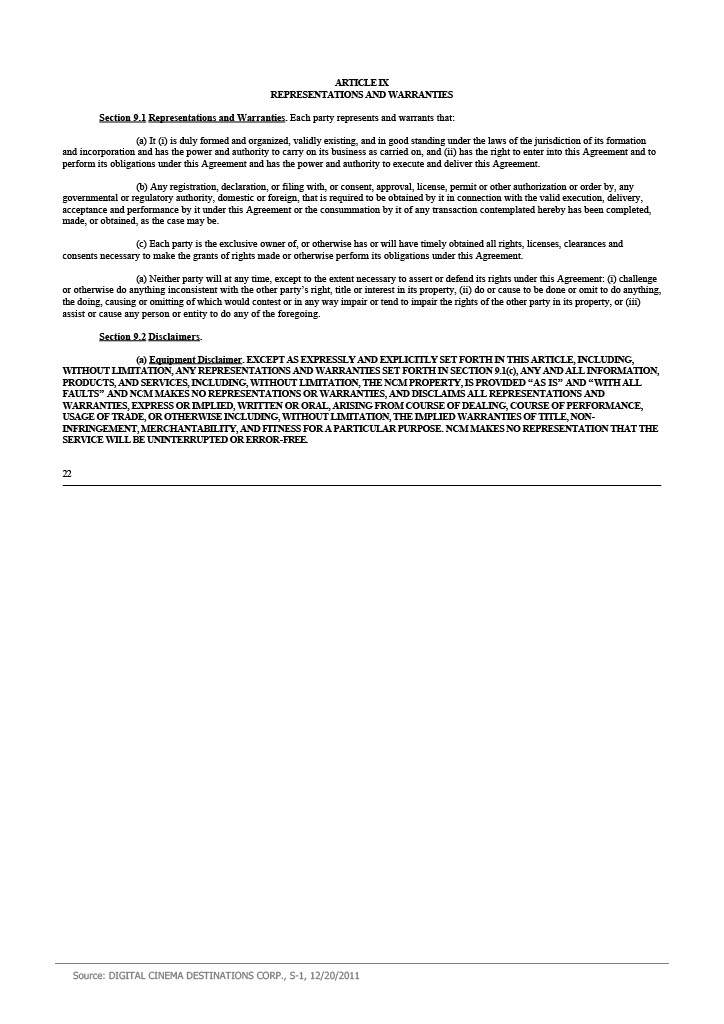 ARTICLE IX
REPRESENTATIONS AND WARRANTIES
Section 9.1 Representations and Warranties. Each party represents and warrants that:
(a) It (i) is duly formed and organized, validly existing, and in good standing under the laws of the jurisdiction of its formation
and incorporation and has the power and authority to carry on its business as carried on, and (ii) has the right to enter into this Agreement and to
perform its obligations under this Agreement and has the power and authority to execute and deliver this Agreement.
(b) Any registration, declaration, or filing with, or consent, approval, license, permit or other authorization or order by, any
governmental or regulatory authority, domestic or foreign, that is required to be obtained by it in connection with the valid execution, delivery,
acceptance and performance by it under this Agreement or the consummation by it of any transaction contemplated hereby has been completed,
made, or obtained, as the case may be.
(c) Each party is the exclusive owner of, or otherwise has or will have timely obtained all rights, licenses, clearances and
consents necessary to make the grants of rights made or otherwise perform its obligations under this Agreement.
(a) Neither party will at any time, except to the extent necessary to assert or defend its rights under this Agreement: (i) challenge
or otherwise do anything inconsistent with the other party’s right, title or interest in its property, (ii) do or cause to be done or omit to do anything,
the doing, causing or omitting of which would contest or in any way impair or tend to impair the rights of the other party in its property, or (iii)
assist or cause any person or entity to do any of the foregoing.
Section 9.2 Disclaimers.
(a) Equipment Disclaimer. EXCEPT AS EXPRESSLY AND EXPLICITLY SET FORTH IN THIS ARTICLE, INCLUDING,
WITHOUT LIMITATION, ANY REPRESENTATIONS AND WARRANTIES SET FORTH IN SECTION 9.1(c), ANY AND ALL INFORMATION,
PRODUCTS, AND SERVICES, INCLUDING, WITHOUT LIMITATION, THE NCM PROPERTY, IS PROVIDED “AS IS” AND “WITH ALL
FAULTS” AND NCM MAKES NO REPRESENTATIONS OR WARRANTIES, AND DISCLAIMS ALL REPRESENTATIONS AND
WARRANTIES, EXPRESS OR IMPLIED, WRITTEN OR ORAL, ARISING FROM COURSE OF DEALING, COURSE OF PERFORMANCE,
USAGE OF TRADE, OR OTHERWISE INCLUDING, WITHOUT LIMITATION, THE IMPLIED WARRANTIES OF TITLE, NON-
INFRINGEMENT, MERCHANTABILITY, AND FITNESS FOR A PARTICULAR PURPOSE. NCM MAKES NO REPRESENTATION THAT THE
SERVICE WILL BE UNINTERRUPTED OR ERROR-FREE.
22
Source: DIGITAL CINEMA DESTINATIONS CORP., S-1, 12/20/2011